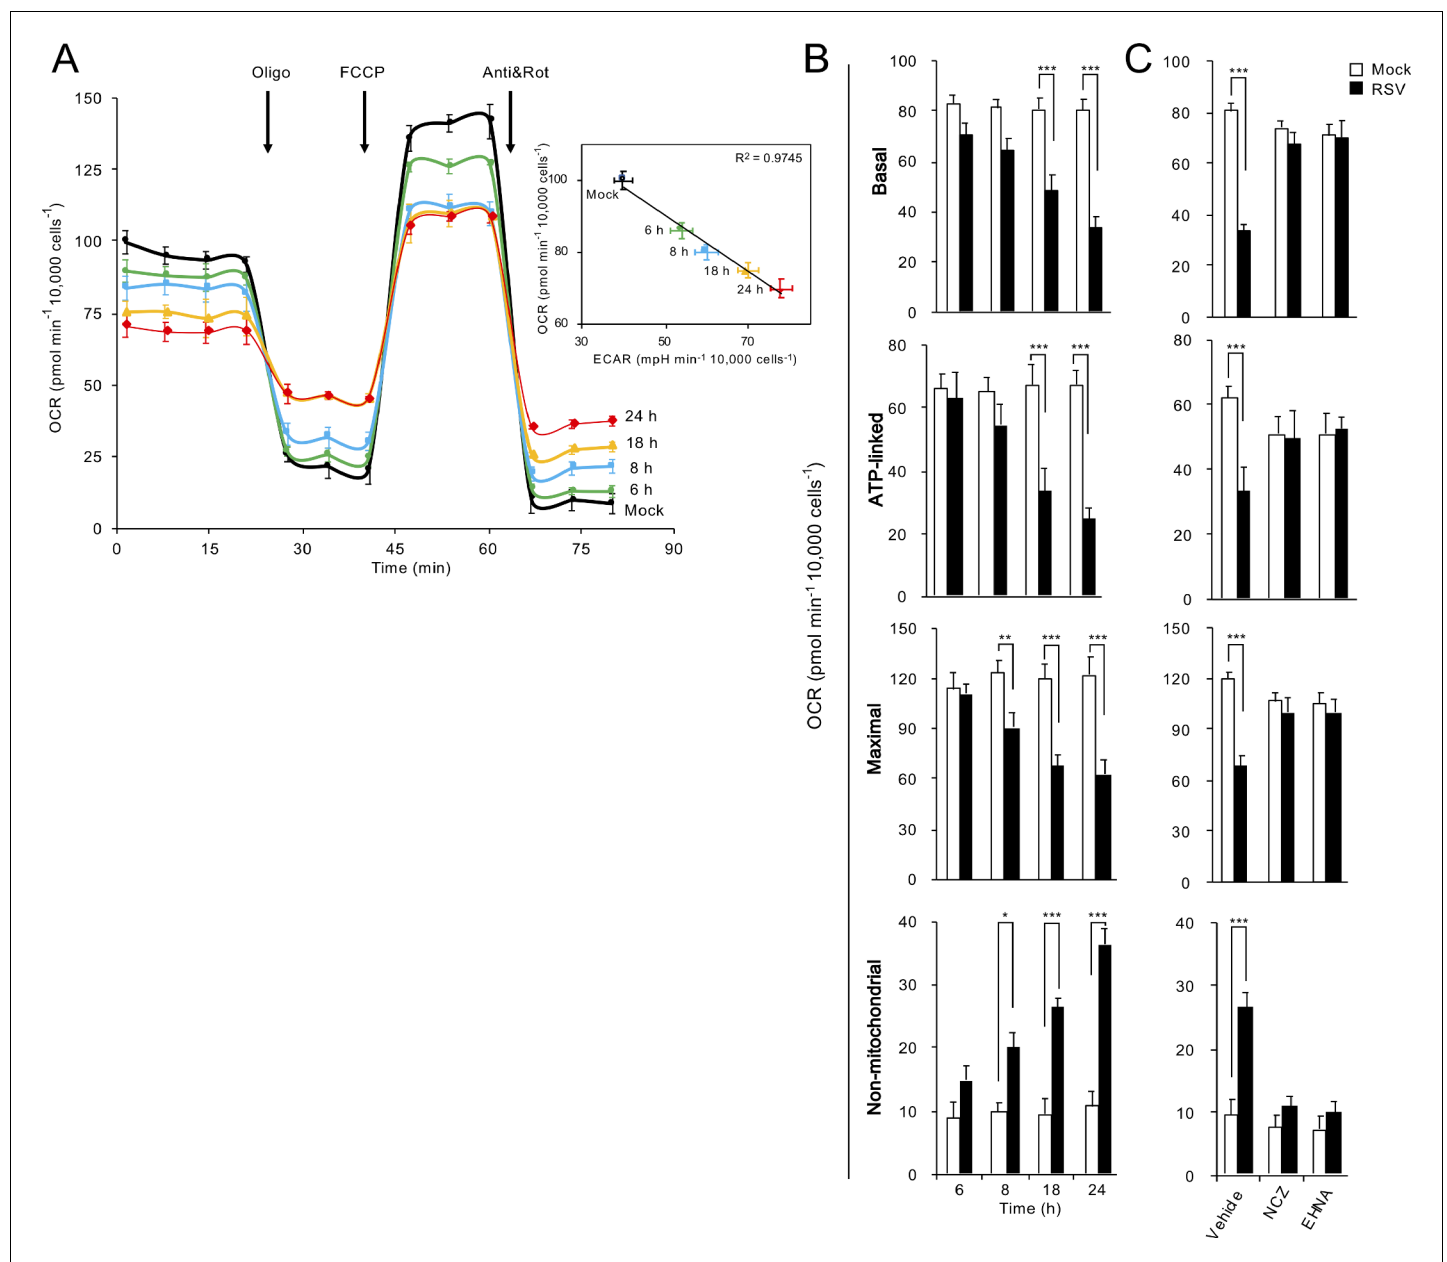 A
Oligo
FCCP
Anti&Rot
150
125
100
75
50
25
0
OCR (pmol min-1 10,000 cells-1)
0
15
30
45
60
75
90
Time (min)
24 h
18 h
8 h
6 h
Mock
R2 = 0.9745
100
80
60
OCR (pmol min-1 10,000 cells-1)
Mock
6 h
8 h
18 h
24 h
30
50
70
ECAR (mpH min-1 10,000 cells-1)
B
OCR (pmol min-1 10,000 cells-1)
Basal
100
80
60
40
20
0
***
***
ATP-linked
80
60
40
20
0
***
***
Maximal
150
120
90
60
30
0
**
***
***
Non-mitochondrial
40
30
20
10
0
*
***
***
6
8
18
24
Time (h)
C
Mock
RSV
100
80
60
40
20
0
***
80
60
40
20
0
***
150
120
90
60
30
0
***
40
30
20
10
0
***
Vehide
NCZ
EHNA